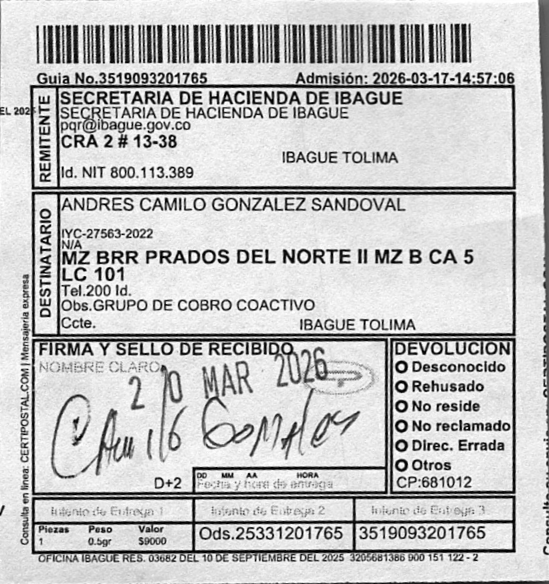 Guia No.3519093201765
Admisión: 2026-03-17-14:57:06
EL 202
REMITENTE
SECRETARIA DE HACIENDA DE IBAGUE
SECRETARIA DE HACIENDA DE IBAGUE
pqr@ibague.gov.co
CRA 2 # 13-38
IBAGUE TOLIMA
Id. NIT 800.113.389
DESTINATARIO
ANDRES CAMILO GONZALEZ SANDOVAL
IYC-27563-2022
N/A
MZ BRR PRADOS DEL NORTE II MZ B CA 5
LC 101
Tel.200 Id.
Obs.GRUPO DE COBRO COACTIVO
Ccte.
IBAGUE TOLIMA
FIRMA Y SELLO DE RECIBIDO
NOMBRE CLARO
20 MAR 2026
Camilo Gonzalez
D+2
DD MM AA HORA
Fecha y hora de entrega
DEVOLUCION
Desconocido
Rehusado
No reside
No reclamado
Direc. Errada
Otros
CP:681012
Intento de Entrega 1
Intento de Entrega 2
Intento de Entrega 3
Piezas Peso Valor
1 0.5gr $9000
Ods.25331201765
3519093201765
OFICINA IBAGUE RES. 03682 DEL 10 DE SEPTIEMBRE DEL 2025 3205681386 900 151 122 - 2
Consulta en linea: CERTIPOSTAL.COM | Mensajeria expresa